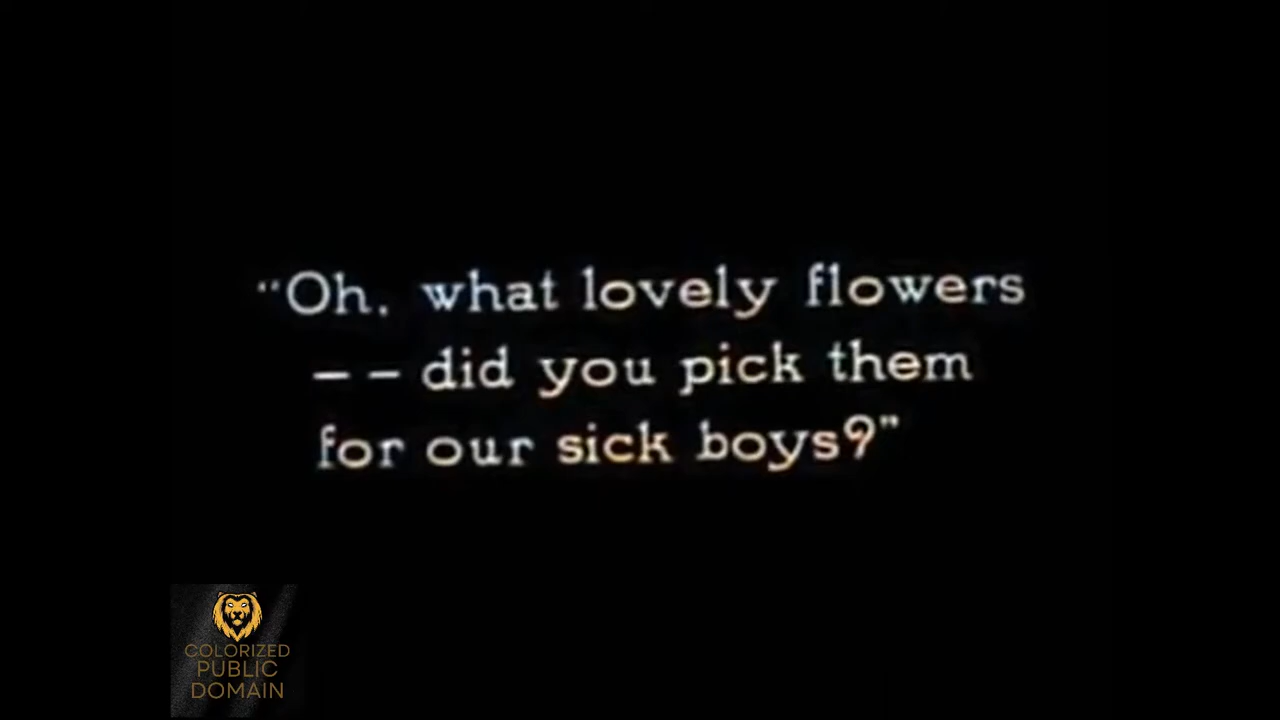 “Oh, what lovely flowers
-- did you pick them
for our sick boys?”
COLORIZED
PUBLIC
DOMAIN